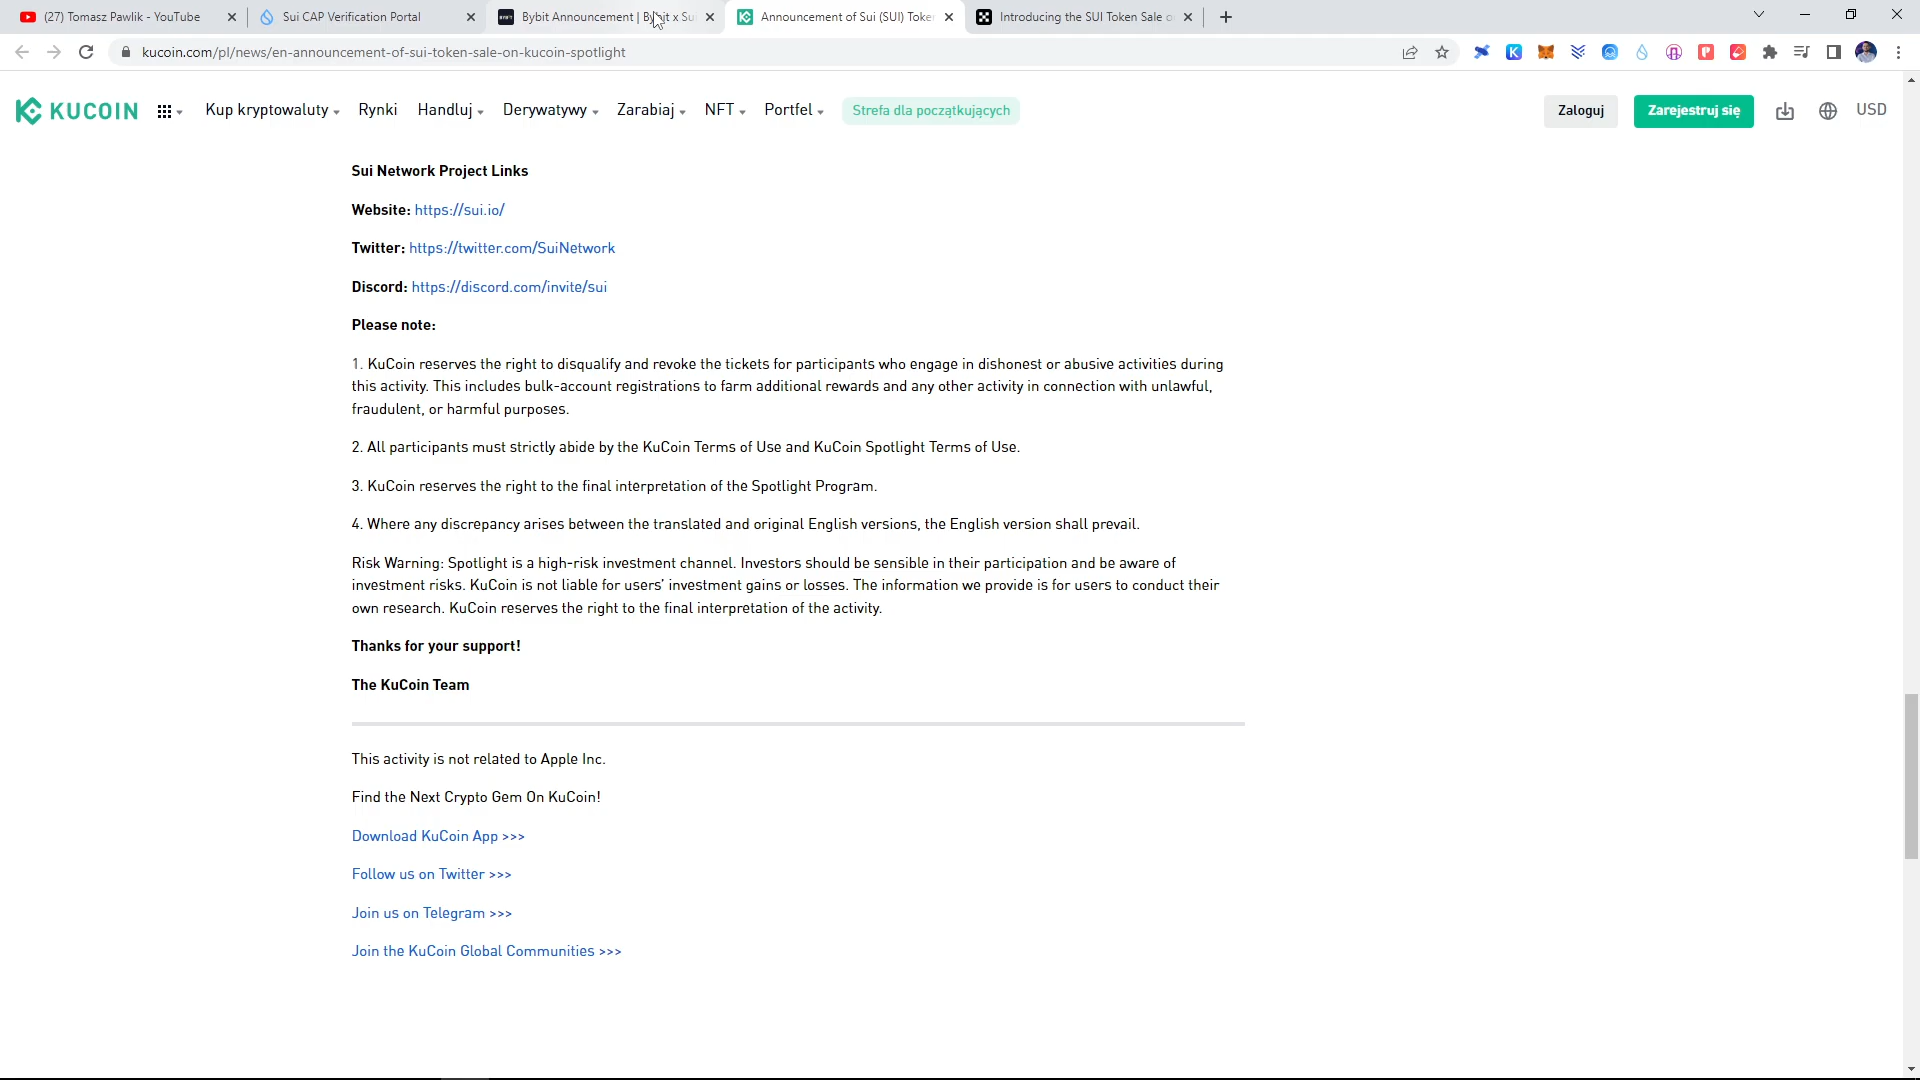 (27) Tomasz Pawlik - YouTube
Sui CAP Verification Portal
Bybit Announcement | Bybit x Sui
Announcement of Sui (SUI) Token
Introducing the SUI Token Sale o
kucoin.com/pl/news/en-announcement-of-sui-token-sale-on-kucoin-spotlight
KUCOIN
Kup kryptowaluty
Rynki
Handluj
Derywatywy
Zarabiaj
NFT
Portfel
Strefa dla początkujących
Zaloguj
Zarejestruj się
USD
Sui Network Project Links
Website: https://sui.io/
Twitter: https://twitter.com/SuiNetwork
Discord: https://discord.com/invite/sui
Please note:
1. KuCoin reserves the right to disqualify and revoke the tickets for participants who engage in dishonest or abusive activities during
this activity. This includes bulk-account registrations to farm additional rewards and any other activity in connection with unlawful,
fraudulent, or harmful purposes.
2. All participants must strictly abide by the KuCoin Terms of Use and KuCoin Spotlight Terms of Use.
3. KuCoin reserves the right to the final interpretation of the Spotlight Program.
4. Where any discrepancy arises between the translated and original English versions, the English version shall prevail.
Risk Warning: Spotlight is a high-risk investment channel. Investors should be sensible in their participation and be aware of
investment risks. KuCoin is not liable for users’ investment gains or losses. The information we provide is for users to conduct their
own research. KuCoin reserves the right to the final interpretation of the activity.
Thanks for your support!
The KuCoin Team
This activity is not related to Apple Inc.
Find the Next Crypto Gem On KuCoin!
Download KuCoin App >>>
Follow us on Twitter >>>
Join us on Telegram >>>
Join the KuCoin Global Communities >>>